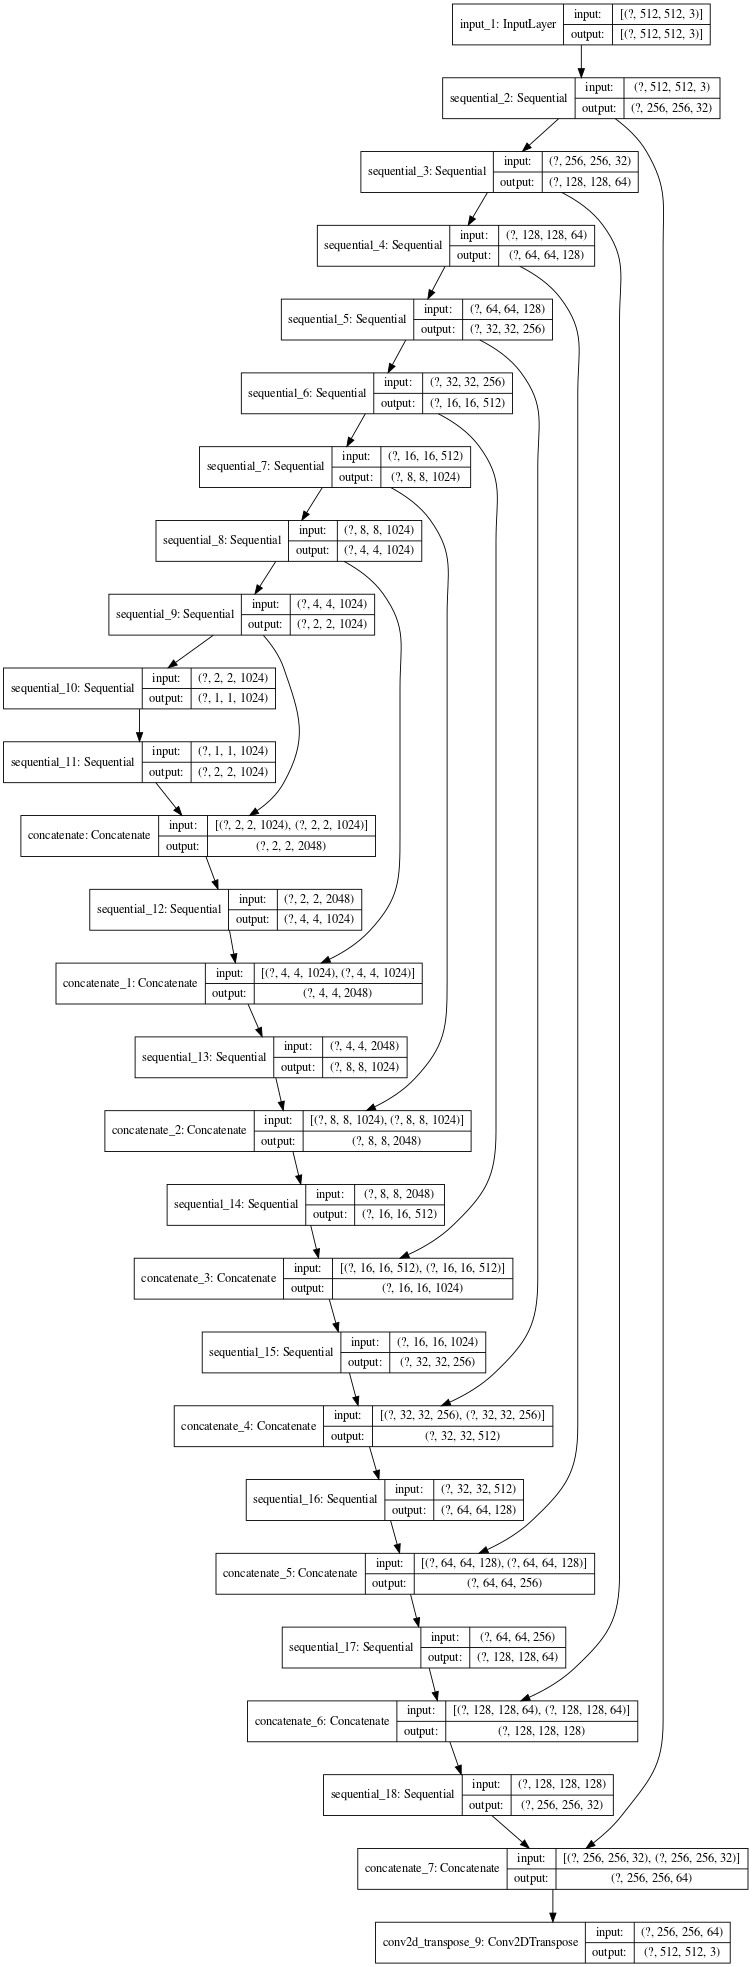 input_1: InputLayer
input: [(?, 512, 512, 3)]
output: [(?, 512, 512, 3)]
sequential_2: Sequential
input: (?, 512, 512, 3)
output: (?, 256, 256, 32)
sequential_3: Sequential
input: (?, 256, 256, 32)
output: (?, 128, 128, 64)
sequential_4: Sequential
input: (?, 128, 128, 64)
output: (?, 64, 64, 128)
sequential_5: Sequential
input: (?, 64, 64, 128)
output: (?, 32, 32, 256)
sequential_6: Sequential
input: (?, 32, 32, 256)
output: (?, 16, 16, 512)
sequential_7: Sequential
input: (?, 16, 16, 512)
output: (?, 8, 8, 1024)
sequential_8: Sequential
input: (?, 8, 8, 1024)
output: (?, 4, 4, 1024)
sequential_9: Sequential
input: (?, 4, 4, 1024)
output: (?, 2, 2, 1024)
sequential_10: Sequential
input: (?, 2, 2, 1024)
output: (?, 1, 1, 1024)
sequential_11: Sequential
input: (?, 1, 1, 1024)
output: (?, 2, 2, 1024)
concatenate: Concatenate
input: [(?, 2, 2, 1024), (?, 2, 2, 1024)]
output: (?, 2, 2, 2048)
sequential_12: Sequential
input: (?, 2, 2, 2048)
output: (?, 4, 4, 1024)
concatenate_1: Concatenate
input: [(?, 4, 4, 1024), (?, 4, 4, 1024)]
output: (?, 4, 4, 2048)
sequential_13: Sequential
input: (?, 4, 4, 2048)
output: (?, 8, 8, 1024)
concatenate_2: Concatenate
input: [(?, 8, 8, 1024), (?, 8, 8, 1024)]
output: (?, 8, 8, 2048)
sequential_14: Sequential
input: (?, 8, 8, 2048)
output: (?, 16, 16, 512)
concatenate_3: Concatenate
input: [(?, 16, 16, 512), (?, 16, 16, 512)]
output: (?, 16, 16, 1024)
sequential_15: Sequential
input: (?, 16, 16, 1024)
output: (?, 32, 32, 256)
concatenate_4: Concatenate
input: [(?, 32, 32, 256), (?, 32, 32, 256)]
output: (?, 32, 32, 512)
sequential_16: Sequential
input: (?, 32, 32, 512)
output: (?, 64, 64, 128)
concatenate_5: Concatenate
input: [(?, 64, 64, 128), (?, 64, 64, 128)]
output: (?, 64, 64, 256)
sequential_17: Sequential
input: (?, 64, 64, 256)
output: (?, 128, 128, 64)
concatenate_6: Concatenate
input: [(?, 128, 128, 64), (?, 128, 128, 64)]
output: (?, 128, 128, 128)
sequential_18: Sequential
input: (?, 128, 128, 128)
output: (?, 256, 256, 32)
concatenate_7: Concatenate
input: [(?, 256, 256, 32), (?, 256, 256, 32)]
output: (?, 256, 256, 64)
conv2d_transpose_9: Conv2DTranspose
input: (?, 256, 256, 64)
output: (?, 512, 512, 3)